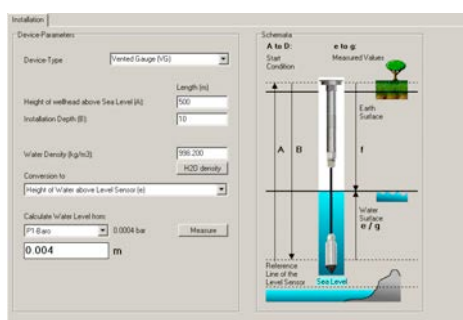 Installation
Device-Parameters
Device-Type
Vented Gauge (VG)
Length (m)
Height of wellhead above Sea Level (A):
500
Installation Depth (B):
10
Water Density (kg/m3):
998.200
H2O density
Conversion to
Height of Water above Level Sensor (e)
Calculate Water Level from:
P1-Baro
0.0004 bar
Measure
0.004
m
Schemata
A to D:
e to g:
Start
Condition
Measured Values
Earth
Surface
A
B
f
Water
Surface
e / g
Reference
Line of the
Level Sensor
Sea Level